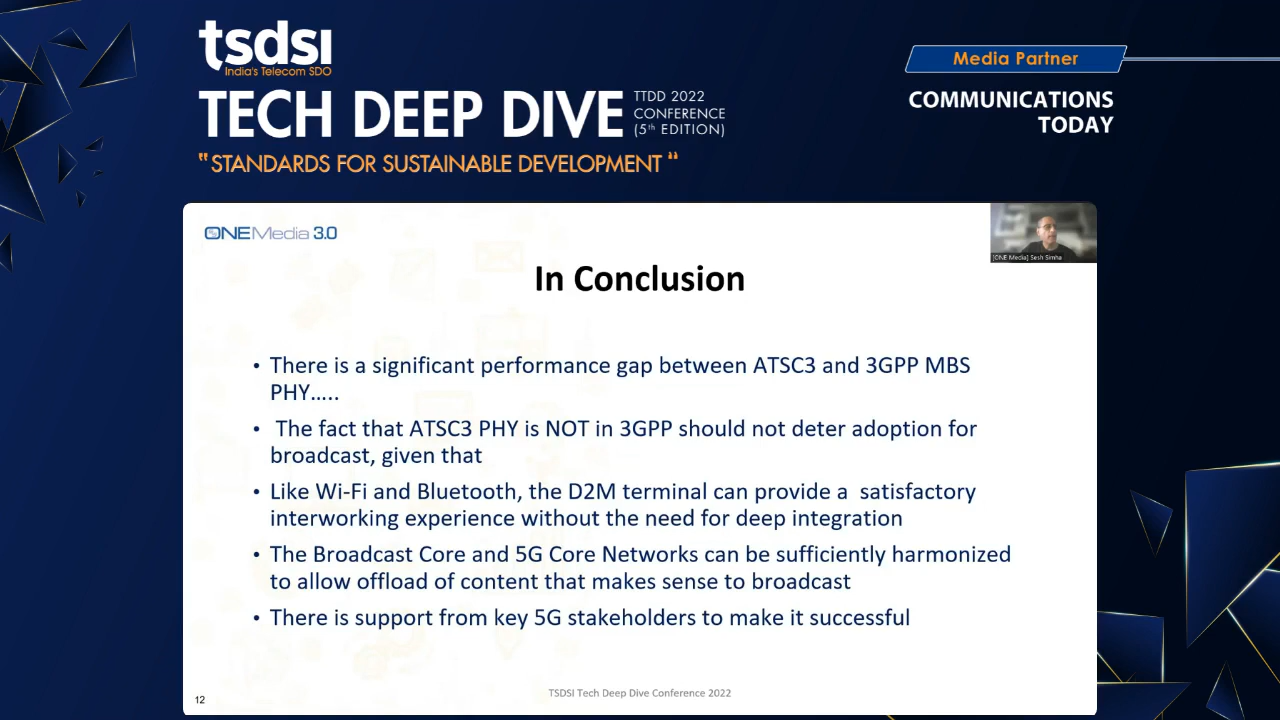 tsdsi
India's Telecom SDO
TECH DEEP DIVE
TTDD 2022
CONFERENCE
(5th EDITION)
"STANDARDS FOR SUSTAINABLE DEVELOPMENT"
Media Partner
COMMUNICATIONS
TODAY
ONEMedia 3.0
[ONE Media] Sesh Simha
In Conclusion
• There is a significant performance gap between ATSC3 and 3GPP MBS
PHY…..
• The fact that ATSC3 PHY is NOT in 3GPP should not deter adoption for
broadcast, given that
• Like Wi-Fi and Bluetooth, the D2M terminal can provide a satisfactory
interworking experience without the need for deep integration
• The Broadcast Core and 5G Core Networks can be sufficiently harmonized
to allow offload of content that makes sense to broadcast
• There is support from key 5G stakeholders to make it successful
12
TSDSI Tech Deep Dive Conference 2022